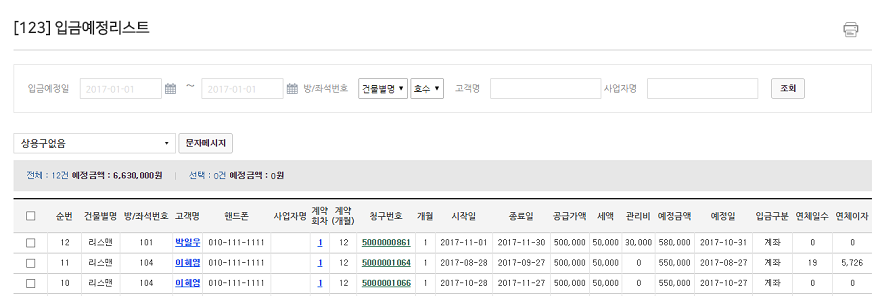 [123] 입금예정리스트
입금예정일 2017-01-01 ~ 2017-01-01 방/좌석번호 건물별명 ▼ 호수 ▼ 고객명 사업자명 조회
상용구없음 ▼ 문자메시지
전체 : 12건 예정금액 : 6,630,000원 | 선택 : 0건 예정금액 : 0원
순번 건물별명 방/좌석번호 고객명 핸드폰 사업자명 계약회차 계약(개월) 청구번호 개월 시작일 종료일 공급가액 세액 관리비 예정금액 예정일 입금구분 연체일수 연체이자
12 리스맨 101 010-111-1111 1 12 5000000861 1 2017-11-01 2017-11-30 500,000 50,000 30,000 580,000 2017-10-31 계좌 0 0
11 리스맨 104 010-111-1111 1 12 5000001064 1 2017-08-28 2017-09-27 500,000 50,000 0 550,000 2017-08-27 계좌 19 5,726
10 리스맨 104 010-111-1111 1 12 5000001066 1 2017-10-28 2017-11-27 500,000 50,000 0 550,000 2017-10-27 계좌 0 0